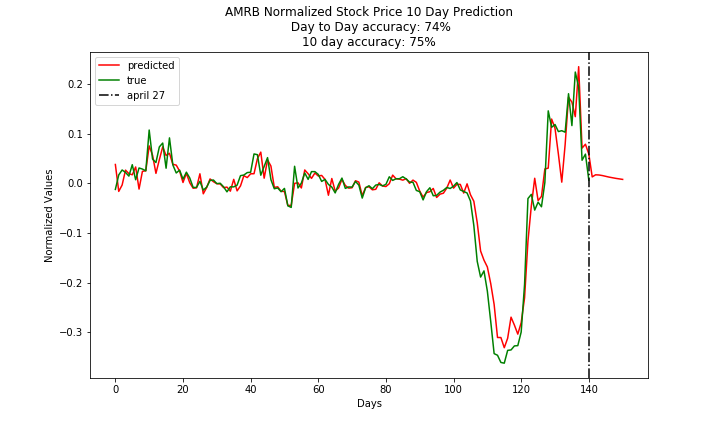 AMRB Normalized Stock Price 10 Day Prediction
Day to Day accuracy: 74%
10 day accuracy: 75%
predicted
true
april 27
Normalized Values
0.2
0.1
0.0
−0.1
−0.2
−0.3
0 20 40 60 80 100 120 140
Days